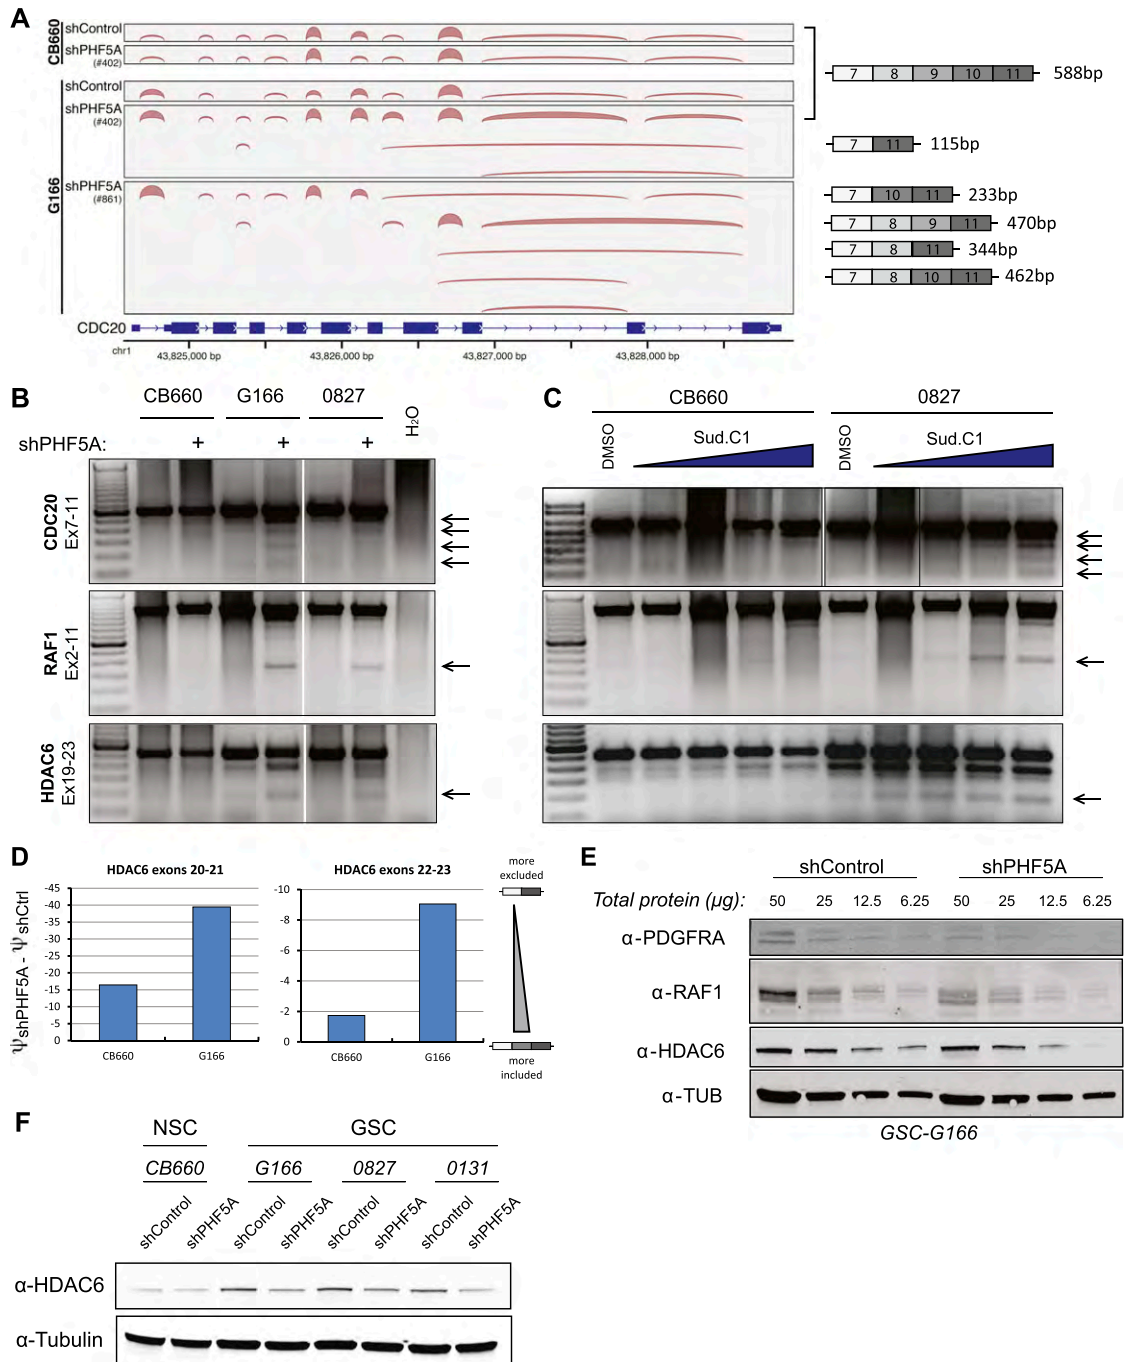 A
CB660
shControl
shPHF5A
(#402)
G166
shControl
shPHF5A
(#402)
shPHF5A
(#861)
7 8 9 10 11 588bp
7 11 115bp
7 10 11 233bp
7 8 9 11 470bp
7 8 11 344bp
7 8 10 11 462bp
CDC20
chr1
43,825,000 bp 43,826,000 bp 43,827,000 bp 43,828,000 bp
B
CB660 G166 0827 H₂O
shPHF5A: + + +
CDC20
Ex7-11
RAF1
Ex2-11
HDAC6
Ex19-23
C
CB660 0827
DMSO Sud.C1 DMSO Sud.C1
D
ΨshPHF5A - ΨshCtrl
HDAC6 exons 20-21
-45
-40
-35
-30
-25
-20
-15
-10
-5
0
CB660 G166
HDAC6 exons 22-23
-10
-8
-6
-4
-2
0
CB660 G166
more
excluded
more
included
E
shControl shPHF5A
Total protein (µg): 50 25 12.5 6.25 50 25 12.5 6.25
α-PDGFRA
α-RAF1
α-HDAC6
α-TUB
GSC-G166
F
NSC GSC
CB660 G166 0827 0131
shControl shPHF5A shControl shPHF5A shControl shPHF5A shControl shPHF5A
α-HDAC6
α-Tubulin